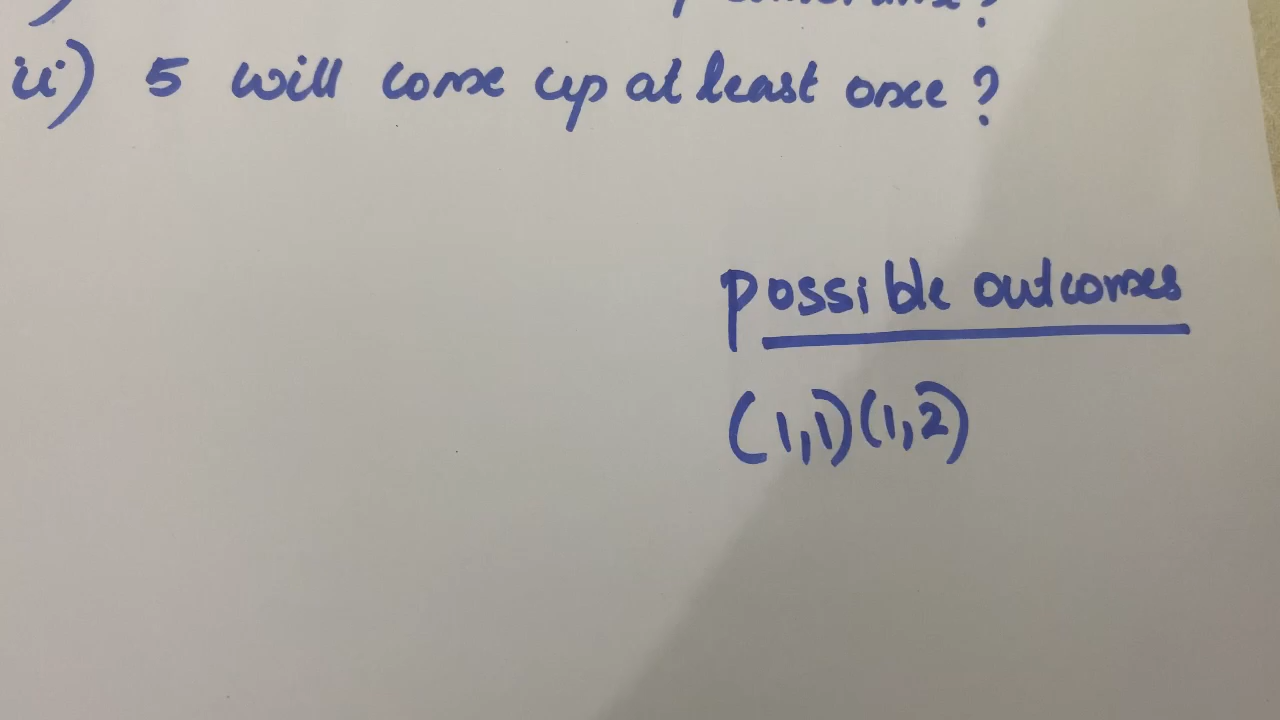 ii) 5 will come up at least once ?
possible outcomes
(1,1) (1,2)